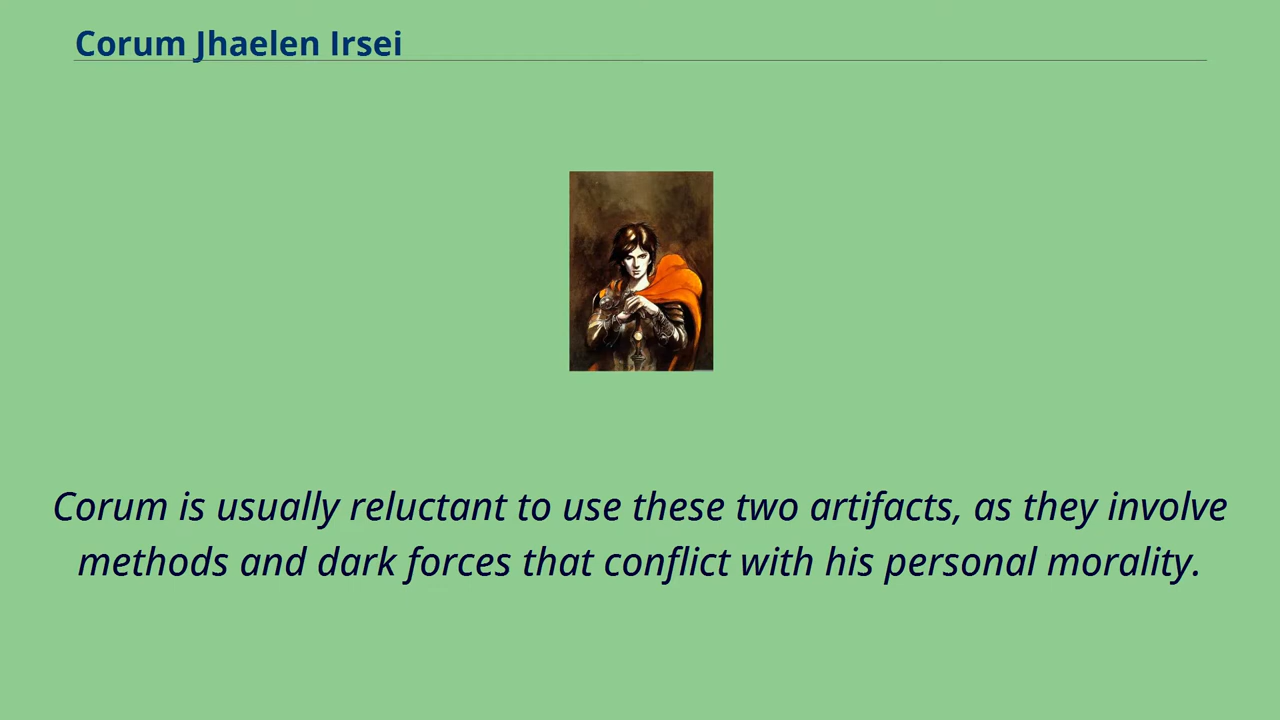 Corum Jhaelen Irsei
Corum is usually reluctant to use these two artifacts, as they involve
methods and dark forces that conflict with his personal morality.